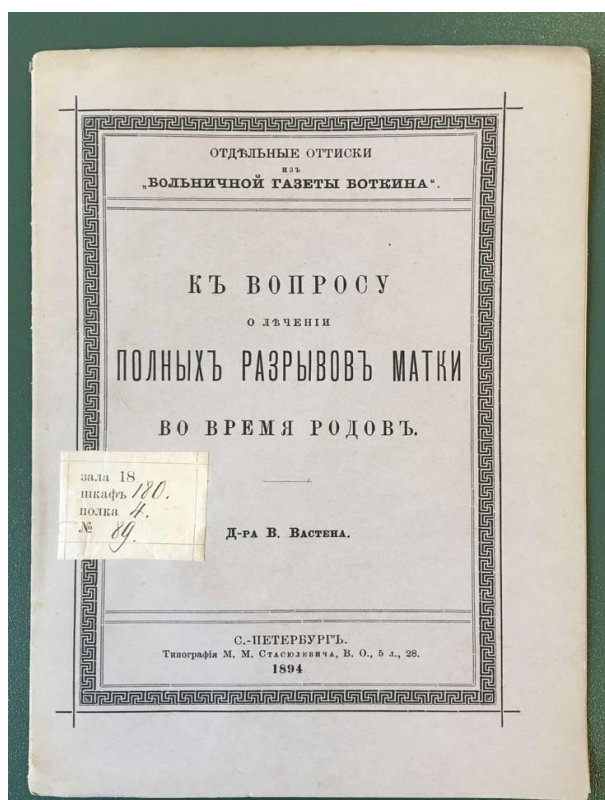 ОТДѢЛЬНЫЕ ОТТИСКИ
ИЗЪ
„БОЛЬНИЧНОЙ ГАЗЕТЫ БОТКИНА“.
КЪ ВОПРОСУ
О ЛѢЧЕНІИ
ПОЛНЫХЪ РАЗРЫВОВЪ МАТКИ
ВО ВРЕМЯ РОДОВЪ.
зала 18
шкафъ 180.
полка 4.
№ 89.
Д-РА В. ВАСТЕНА.
С.-ПЕТЕРБУРГЪ.
Типографія М. М. Стасюлевича, В. О., 5 л., 28.
1894